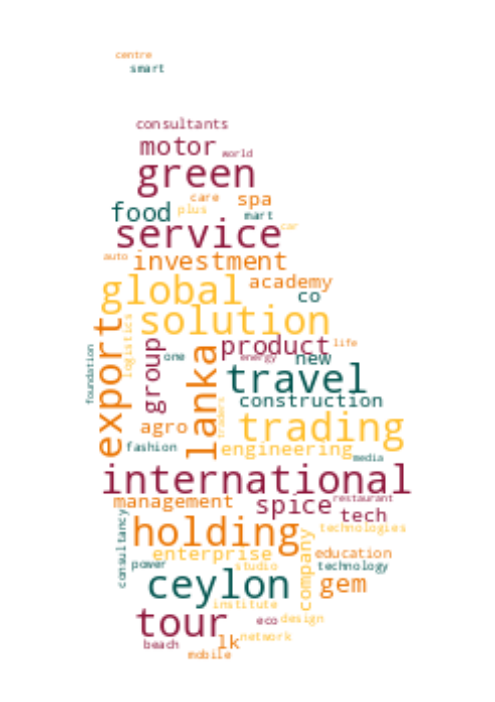 centre
smart
consultants
motor world
green
care spa
food plus mart
service car
auto investment
academy
global co
solution
export
logistics
group
product life
foundation
one
lanka
energy new
travel
construction
traders
agro trading
fashion engineering
media
international
management restaurant
spice tech
consultancy
holding technologies
enterprise company education
power studio technology
ceylon gem
institute
tour eco design
lk network
beach
mobile